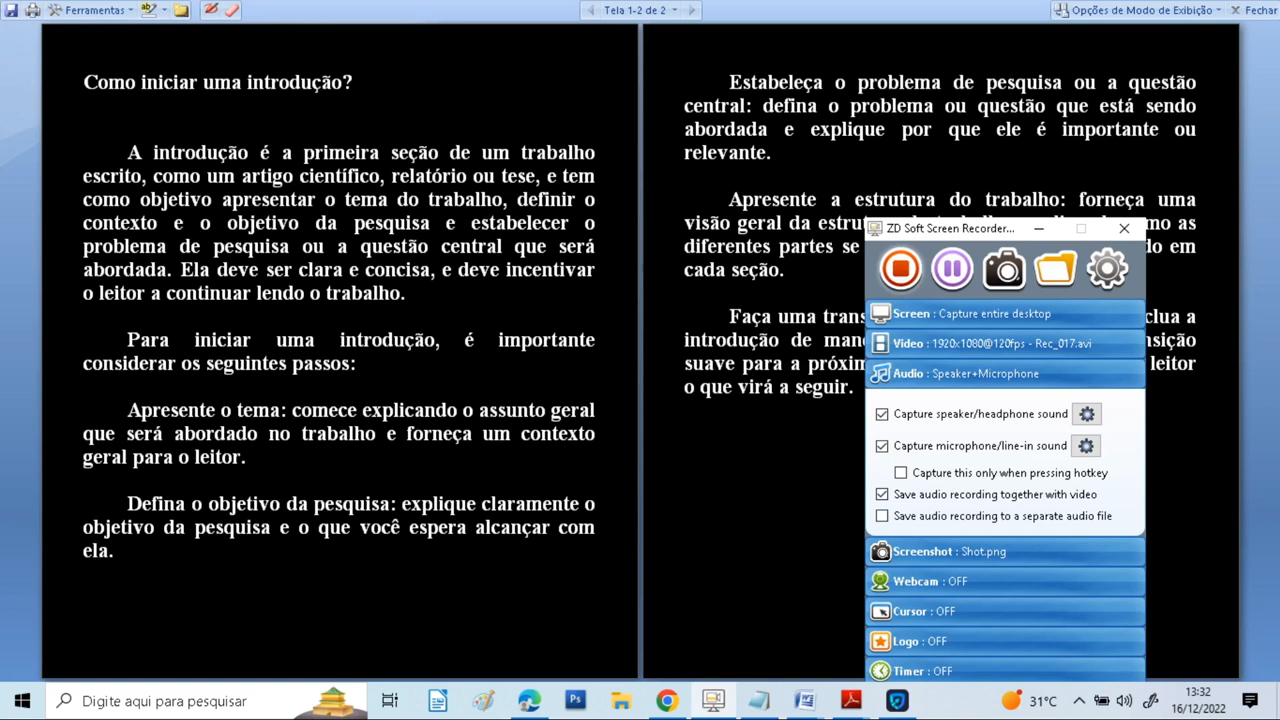 Ferramentas
Tela 1-2 de 2
Opções de Modo de Exibição
Fechar
Como iniciar uma introdução?
A introdução é a primeira seção de um trabalho
escrito, como um artigo científico, relatório ou tese, e tem
como objetivo apresentar o tema do trabalho, definir o
contexto e o objetivo da pesquisa e estabelecer o
problema de pesquisa ou a questão central que será
abordada. Ela deve ser clara e concisa, e deve incentivar
o leitor a continuar lendo o trabalho.
Para iniciar uma introdução, é importante
considerar os seguintes passos:
Apresente o tema: comece explicando o assunto geral
que será abordado no trabalho e forneça um contexto
geral para o leitor.
Defina o objetivo da pesquisa: explique claramente o
objetivo da pesquisa e o que você espera alcançar com
ela.
Estabeleça o problema de pesquisa ou a questão
central: defina o problema ou questão que está sendo
abordada e explique por que ele é importante ou
relevante.
Apresente a estrutura do trabalho: forneça uma
visão geral da
diferentes partes se
cada seção.
Faça uma
introdução de
suave para a
o que virá a seguir.
as
em
a
leitor
ZD Soft Screen Recorder...
Screen : Capture entire desktop
Video : 1920x1080@120fps - Rec_017.avi
Audio : Speaker+Microphone
Capture speaker/headphone sound
Capture microphone/line-in sound
Capture this only when pressing hotkey
Save audio recording together with video
Save audio recording to a separate audio file
Screenshot : Shot.png
Webcam : OFF
Cursor : OFF
Logo : OFF
Timer : OFF
Digite aqui para pesquisar
31°C
13:32
16/12/2022